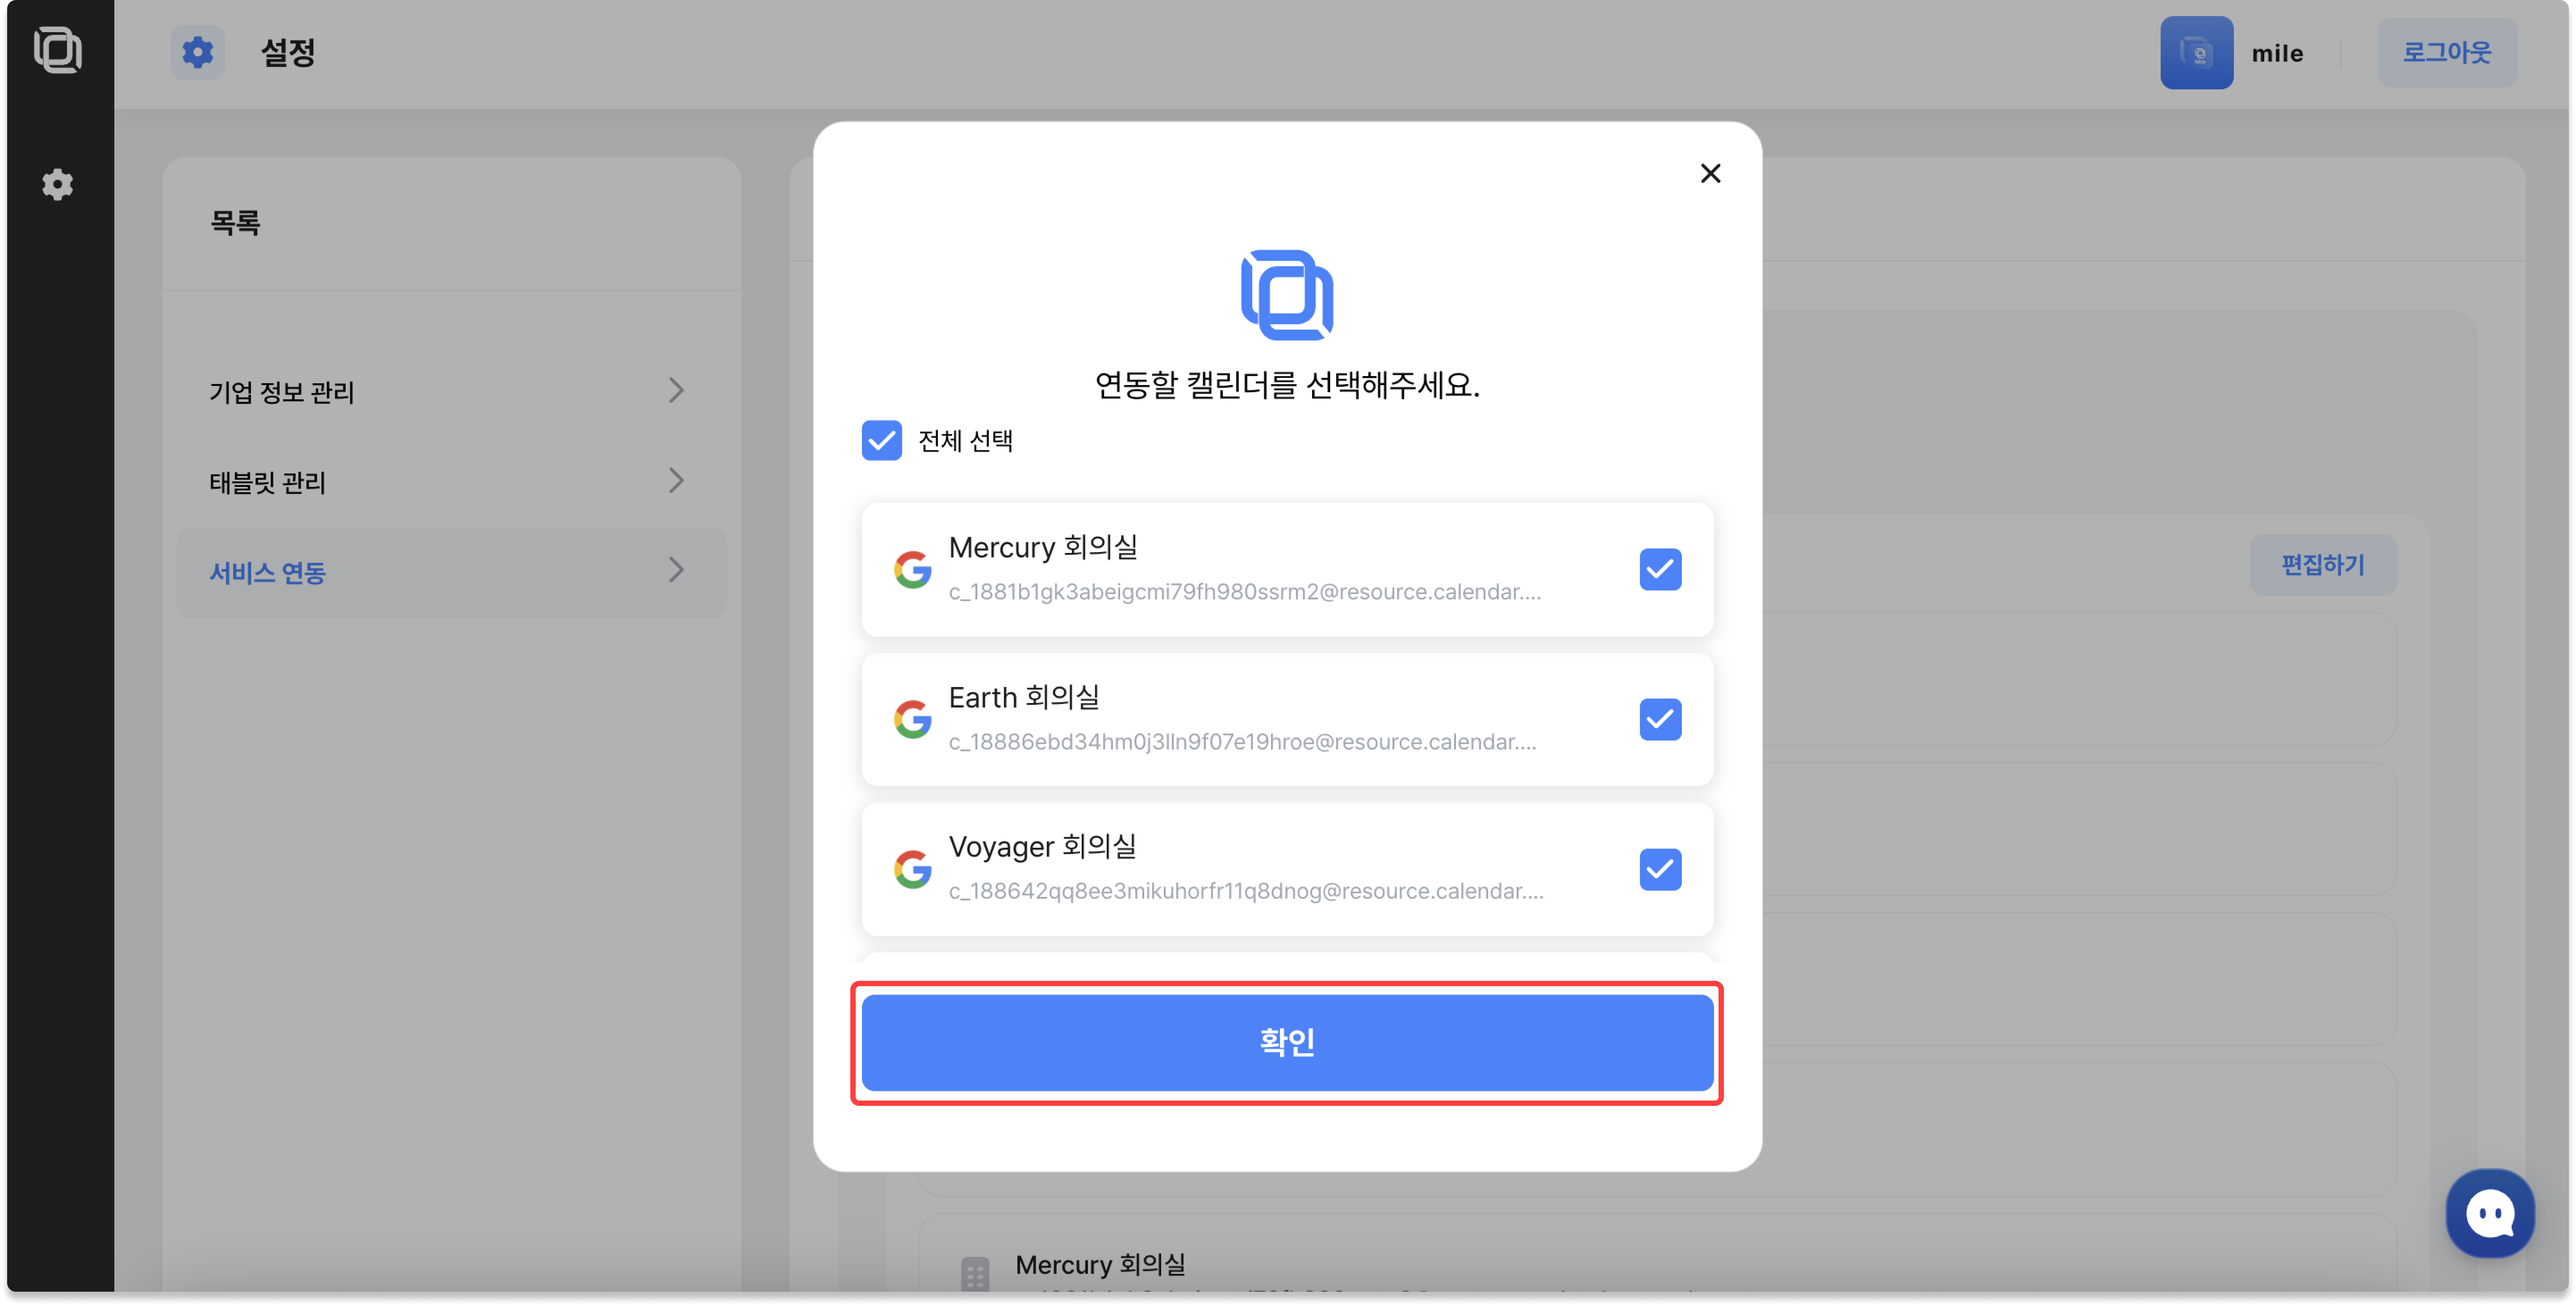 설정
mile
로그아웃
목록
기업 정보 관리
태블릿 관리
서비스 연동
편집하기
연동할 캘린더를 선택해주세요.
전체 선택
Mercury 회의실
c_1881b1gk3abeigcmi79fh980ssrm2@resource.calendar....
Earth 회의실
c_18886ebd34hm0j3lln9f07e19hroe@resource.calendar....
Voyager 회의실
c_188642qq8ee3mikuhorfr11q8dnog@resource.calendar....
확인
Mercury 회의실